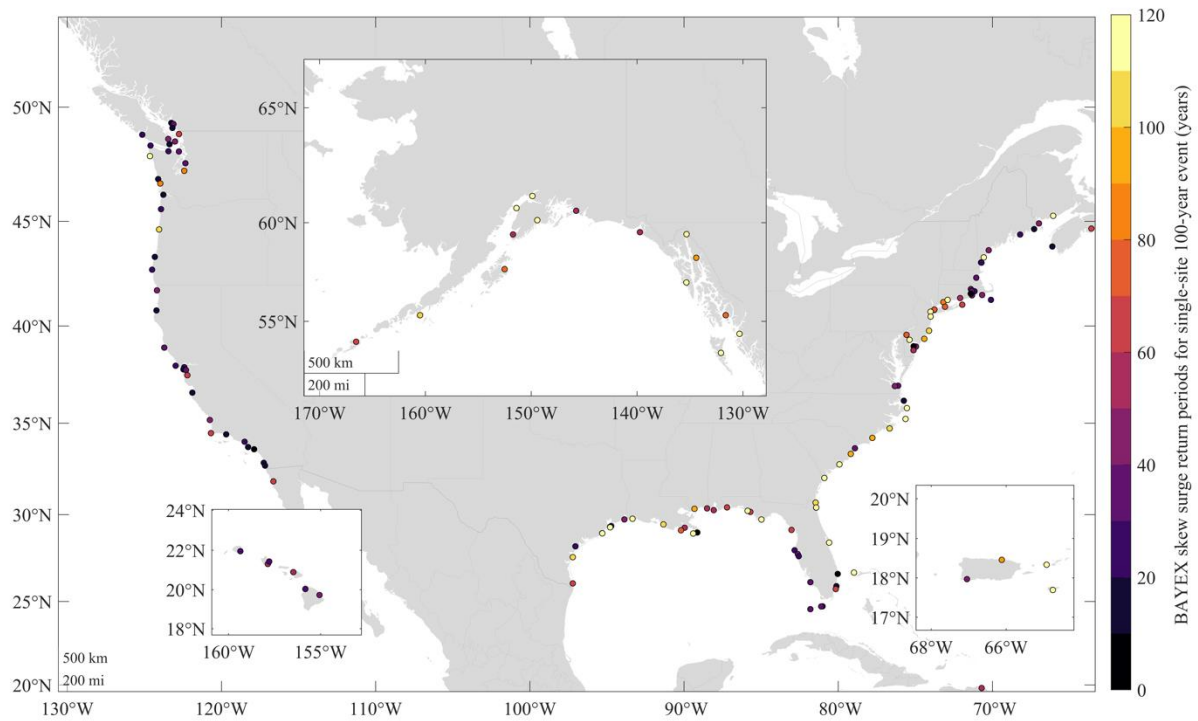 120
50°N
65°N
100
60°N
45°N
80
40°N
55°N
60
500 km
200 mi
170°W
160°W
150°W
140°W
130°W
35°N
40
24°N
20°N
30°N
22°N
19°N
20
20°N
18°N
25°N
18°N
17°N
160°W
155°W
68°W
66°W
500 km
200 mi
20°N
0
130°W
120°W
110°W
100°W
90°W
80°W
70°W
BAYEX skew surge return periods for single-site 100-year event (years)